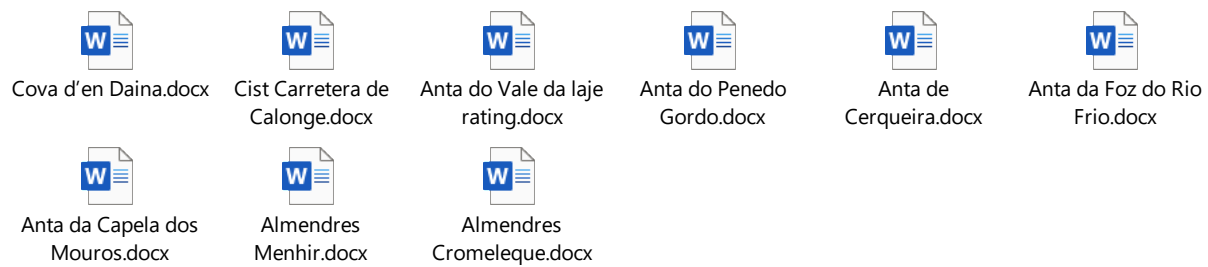 Cova d’en Daina.docx
Cist Carretera de
Calonge.docx
Anta do Vale da laje
rating.docx
Anta do Penedo
Gordo.docx
Anta de
Cerqueira.docx
Anta da Foz do Rio
Frio.docx
Anta da Capela dos
Mouros.docx
Almendres
Menhir.docx
Almendres
Cromeleque.docx